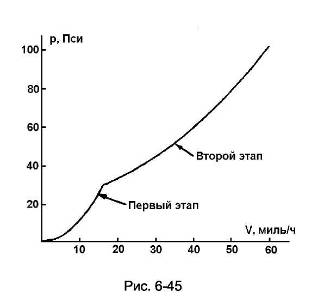 р, Пси
100
80
60
40
20
Второй этап
Первый этап
V, миль/ч
10 20 30 40 50 60
Рис. 6-45